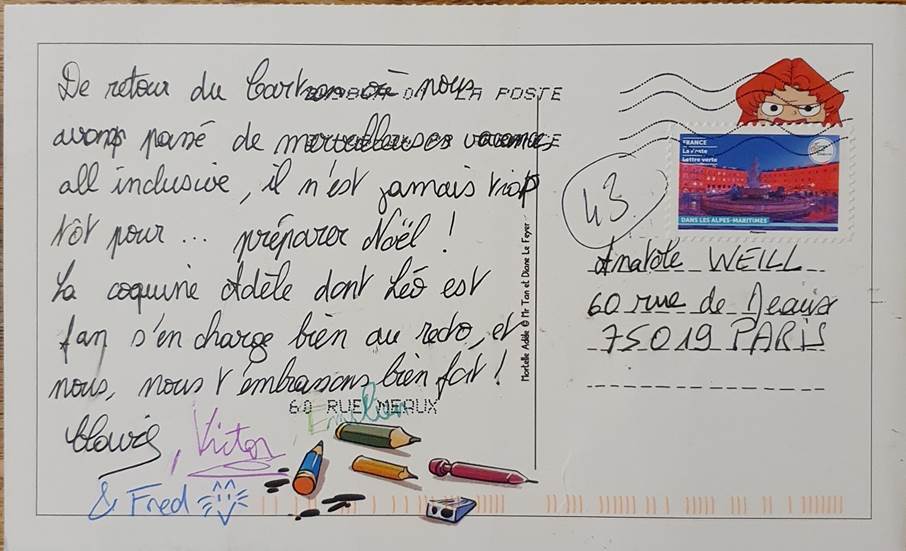 De retour du où nous
avons passé de merveilleuses vacances
all inclusive, il n'est jamais trop
tôt pour ... préparer Noël !
La coquine Adèle dont Léo est
fan s'en charge bien au recto, et
nous, nous t'embrassons bien fort !
Clovis, Victor, Emilien
& Fred
LA POSTE
60 RUE MEAUX
Mortelle Adèle © Mr Tan et Diane Le Feyer
FRANCE
La Poste
Lettre verte
DANS LES ALPES-MARITIMES
43
Anatole WEILL
60 rue de Meaux
75019 PARIS